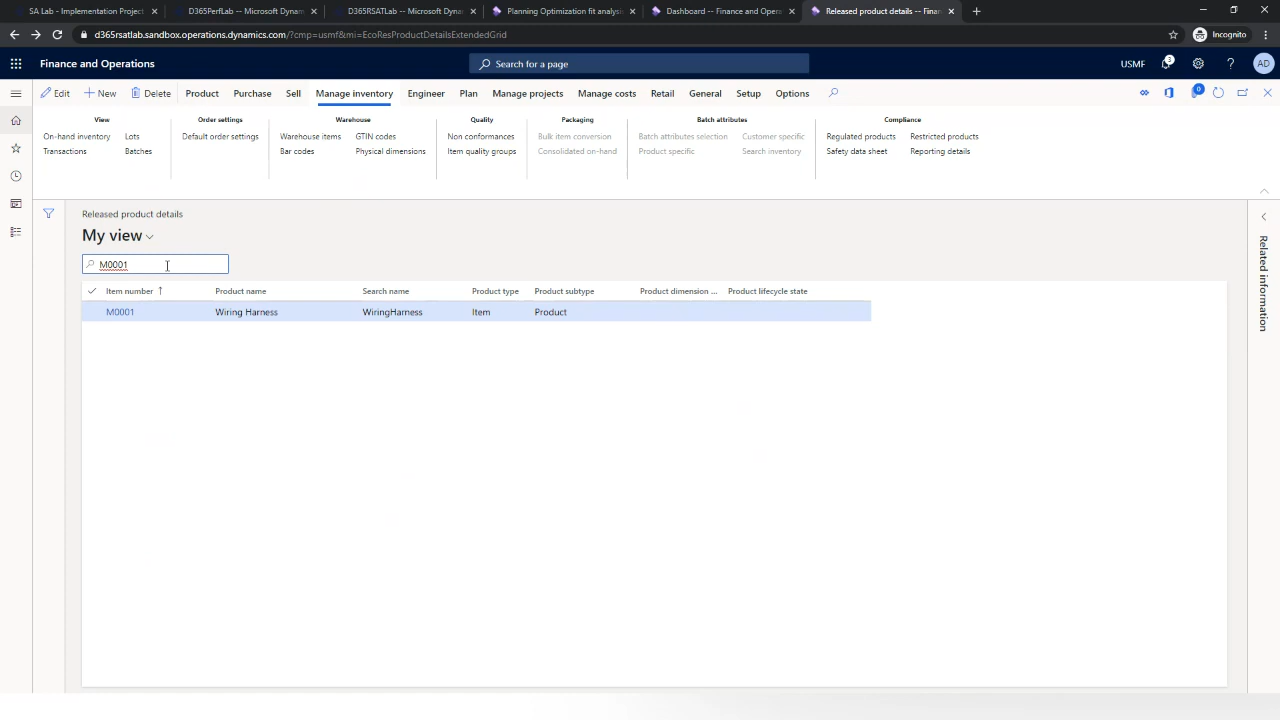 SA Lab - Implementation Project
D365PerfLab -- Microsoft Dynam
D365RSATLab -- Microsoft Dynam
Planning Optimization fit analysis
Dashboard -- Finance and Opera
Released product details -- Finan
d365rsatlab.sandbox.operations.dynamics.com/?cmp=usmf&mi=EcoResProductDetailsExtendedGrid
Incognito
Finance and Operations
Search for a page
USMF
AD
Edit New Delete Product Purchase Sell Manage inventory Engineer Plan Manage projects Manage costs Retail General Setup Options
0
View Order settings Warehouse Quality Packaging Batch attributes Compliance
On-hand inventory Lots Default order settings Warehouse items GTIN codes Non conformances Bulk item conversion Batch attributes selection Customer specific Regulated products Restricted products
Transactions Batches Bar codes Physical dimensions Item quality groups Consolidated on-hand Product specific Search inventory Safety data sheet Reporting details
Released product details
My view
M0001
Item number Product name Search name Product type Product subtype Product dimension ... Product lifecycle state
M0001 Wiring Harness WiringHarness Item Product
Related information